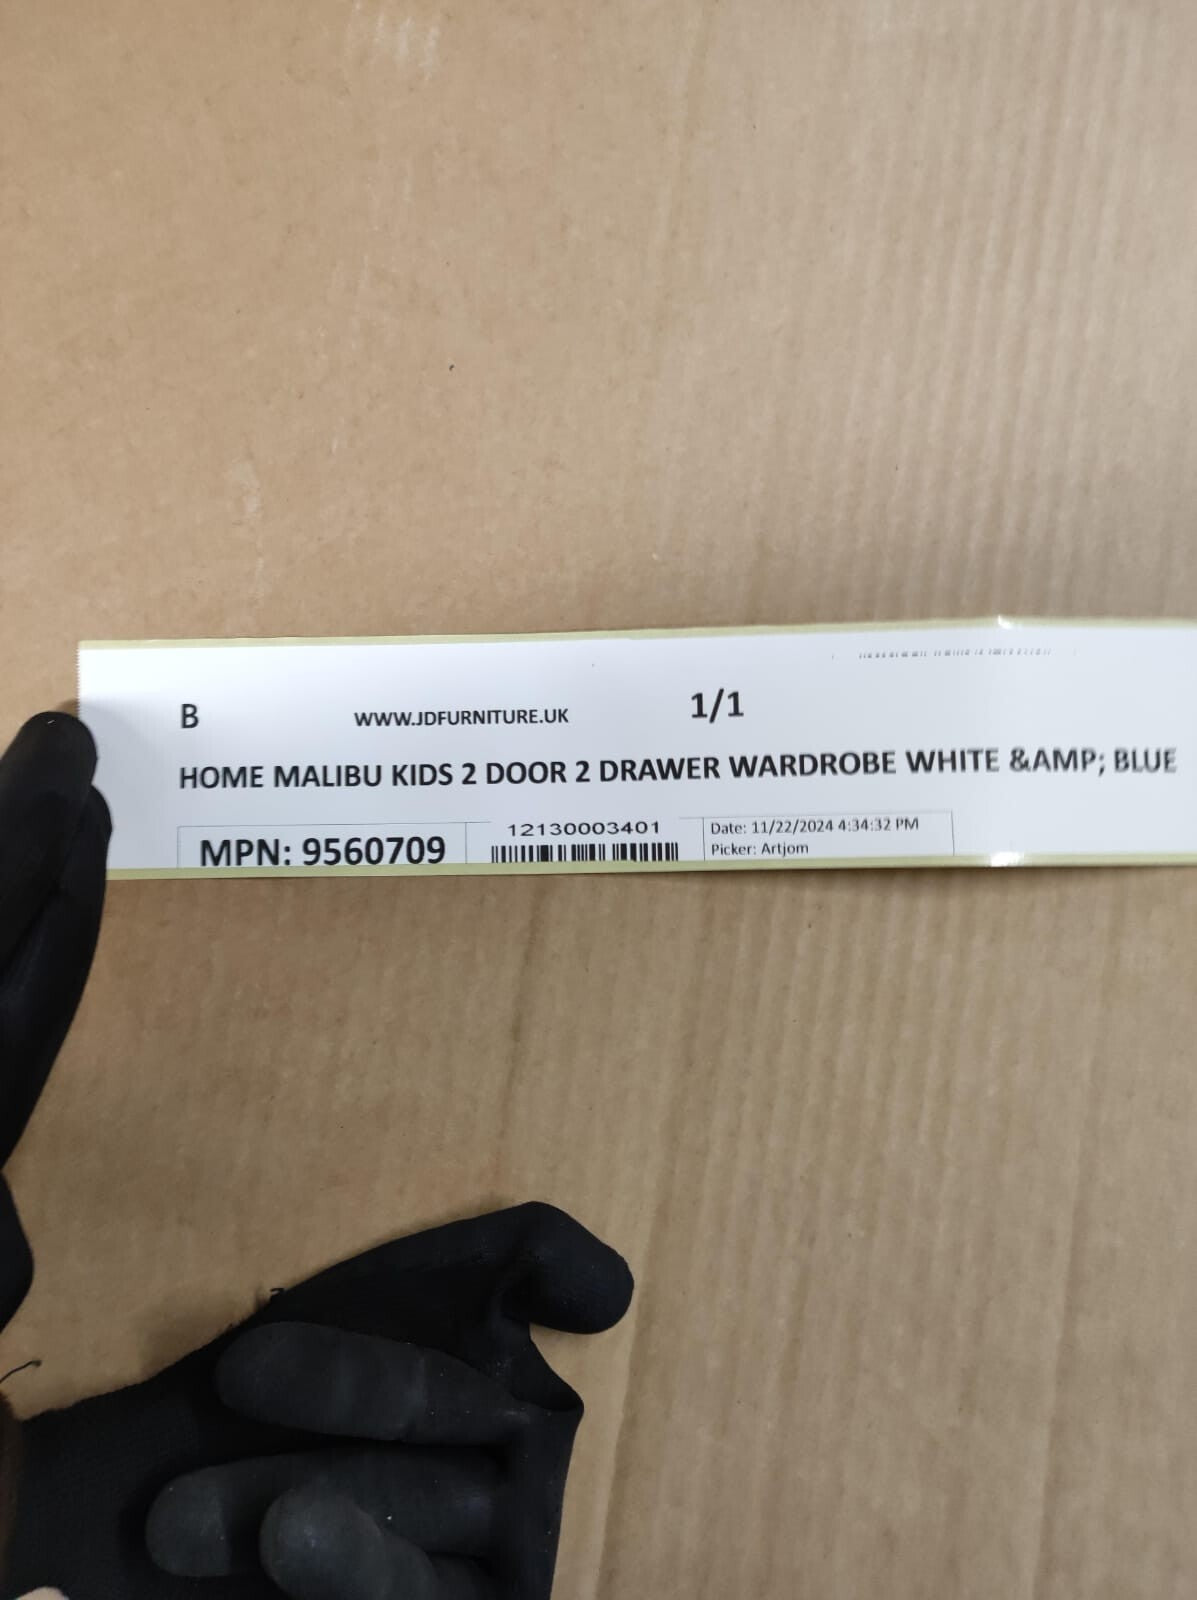 B WWW.JDFURNITURE.UK 1/1
HOME MALIBU KIDS 2 DOOR 2 DRAWER WARDROBE WHITE &AMP; BLUE
MPN: 9560709
12130003401
Date: 11/22/2024 4:34:32 PM
Picker: Artjom